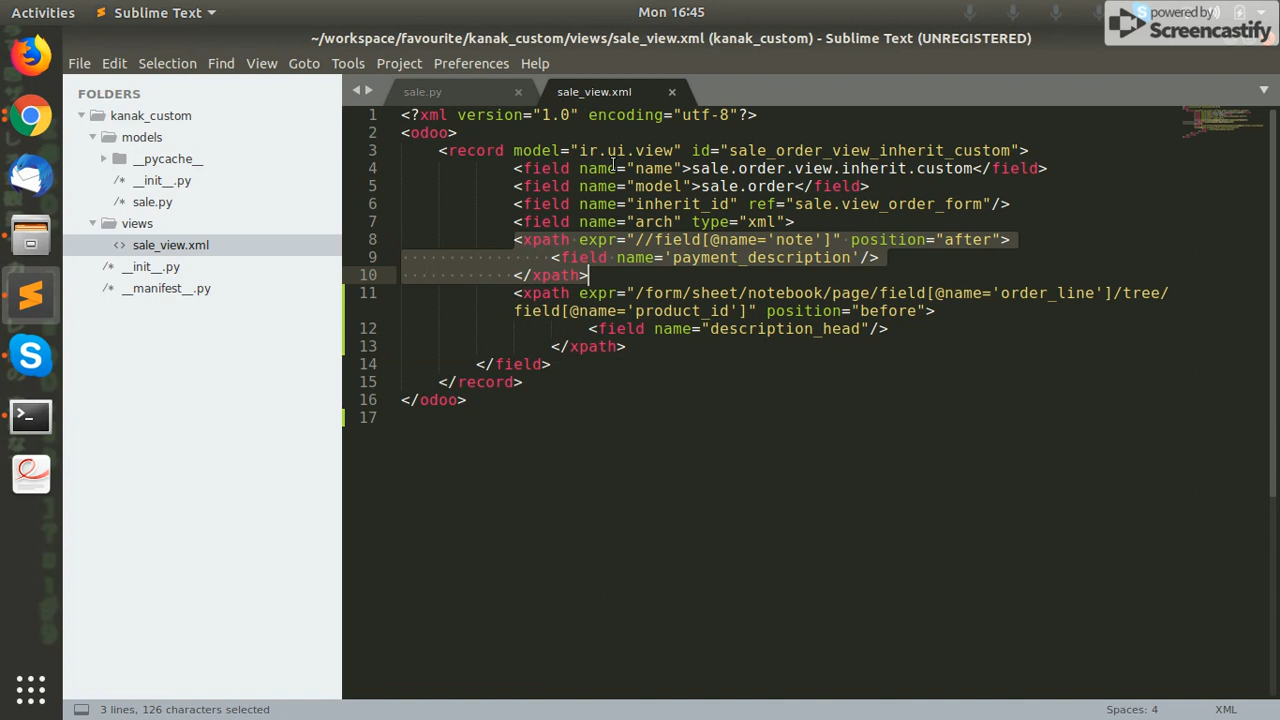 Activities
Sublime Text
Mon 16:45
powered by
Screencastify
~/workspace/favourite/kanak_custom/views/sale_view.xml (kanak_custom) - Sublime Text (UNREGISTERED)
File Edit Selection Find View Goto Tools Project Preferences Help
FOLDERS
kanak_custom
models
__pycache__
/* __init__.py
/* sale.py
views
<> sale_view.xml
/* __init__.py
/* __manifest__.py
sale.py ×
sale_view.xml ×
1 <?xml version="1.0" encoding="utf-8"?>
2 <odoo>
3 <record model="ir.ui.view" id="sale_order_view_inherit_custom">
4 <field name="name">sale.order.view.inherit.custom</field>
5 <field name="model">sale.order</field>
6 <field name="inherit_id" ref="sale.view_order_form"/>
7 <field name="arch" type="xml">
8 <xpath expr="//field[@name='note']" position="after">
9 <field name='payment_description'/>
10 </xpath>
11 <xpath expr="/form/sheet/notebook/page/field[@name='order_line']/tree/
field[@name='product_id']" position="before">
12 <field name="description_head"/>
13 </xpath>
14 </field>
15 </record>
16 </odoo>
17
3 lines, 126 characters selected
Spaces: 4
XML